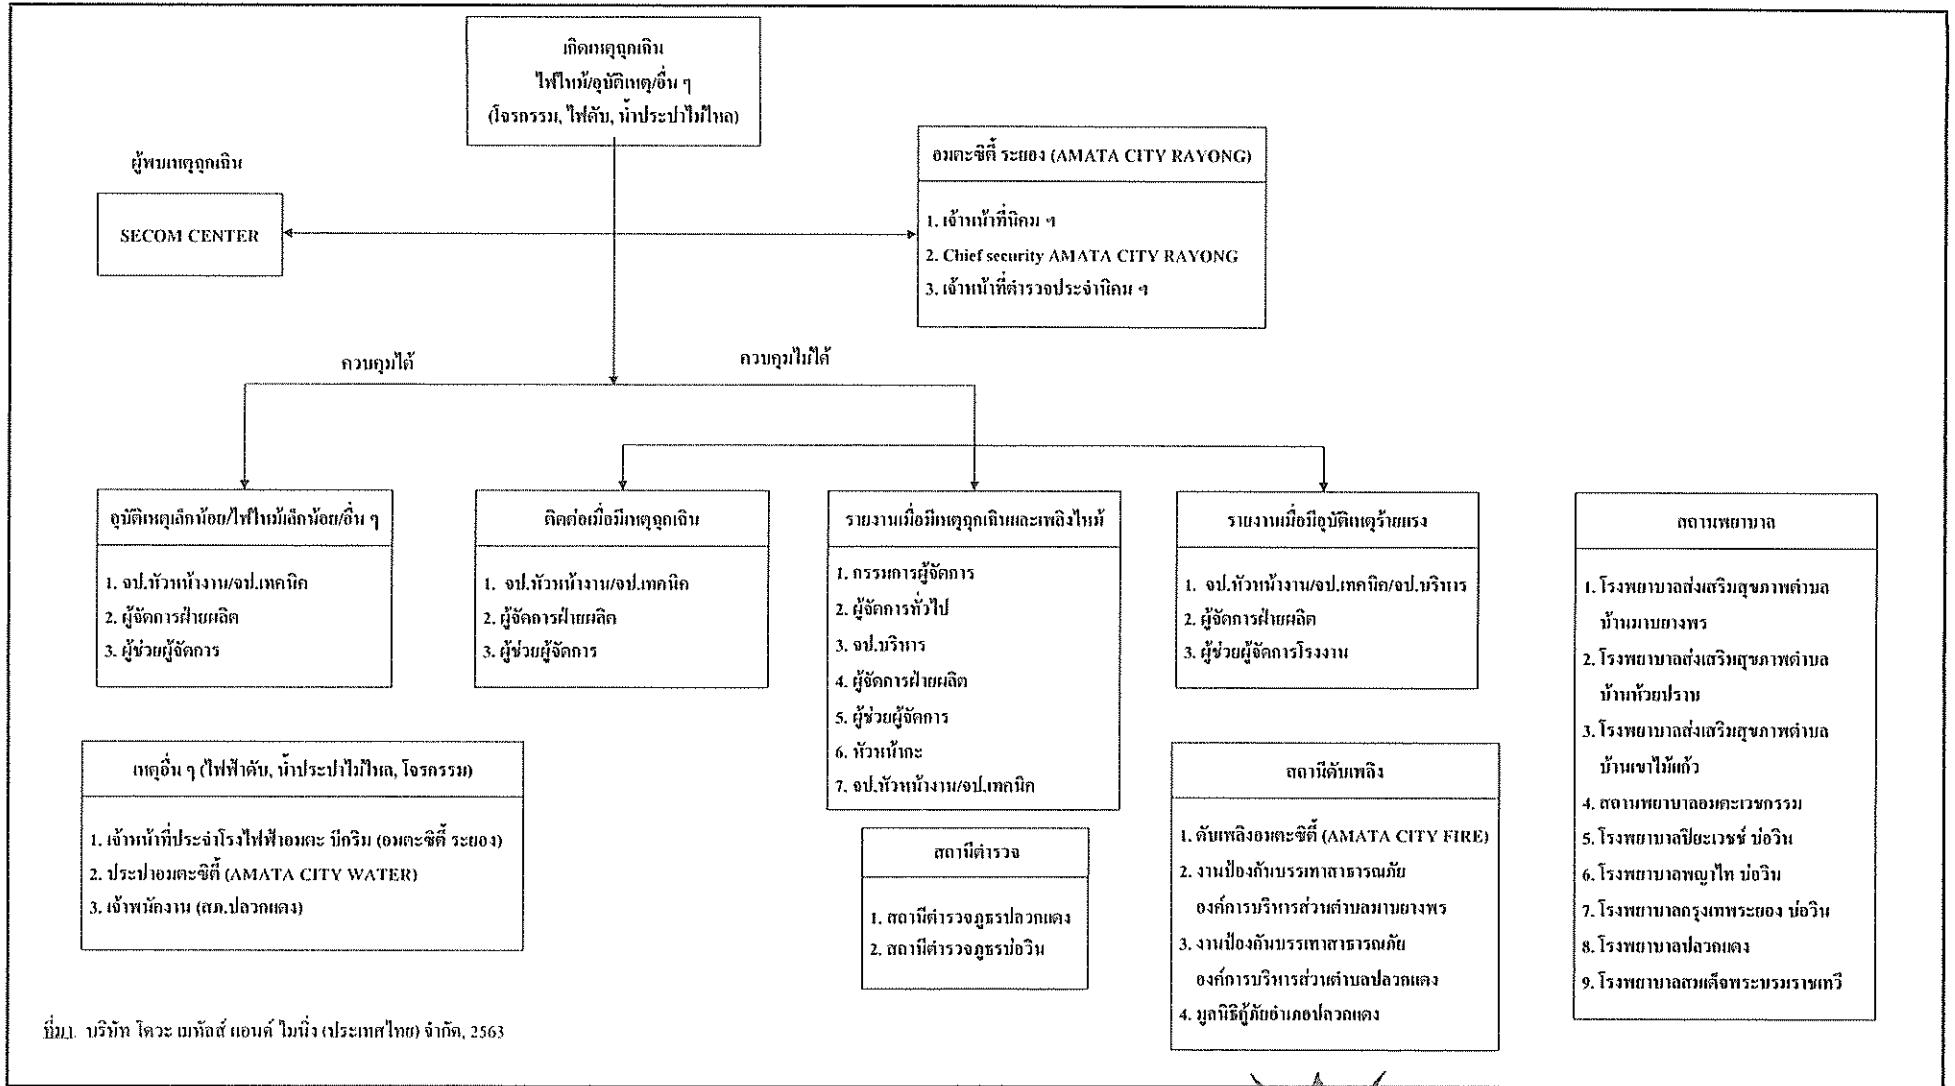 เกิดเหตุฉุกเฉิน
ไฟไหม้/อุบัติเหตุ/อื่น ๆ
(โจรกรรม, ไฟดับ, น้ำประปาไม่ไหล)
ผู้พบเหตุฉุกเฉิน
SECOM CENTER
อมตะซิตี้ ระยอง (AMATA CITY RAYONG)
1. เจ้าหน้าที่นิคม ฯ
2. Chief security AMATA CITY RAYONG
3. เจ้าหน้าที่ตำรวจประจำนิคม ฯ
ควบคุมได้
ควบคุมไม่ได้
อุบัติเหตุเล็กน้อย/ไฟไหม้เล็กน้อย/อื่น ๆ
1. จป.หัวหน้างาน/จป.เทคนิค
2. ผู้จัดการฝ่ายผลิต
3. ผู้ช่วยผู้จัดการ
ติดต่อเมื่อมีเหตุฉุกเฉิน
1. จป.หัวหน้างาน/จป.เทคนิค
2. ผู้จัดการฝ่ายผลิต
3. ผู้ช่วยผู้จัดการ
รายงานเมื่อมีเหตุฉุกเฉินและเพลิงไหม้
1. กรรมการผู้จัดการ
2. ผู้จัดการทั่วไป
3. จป.บริหาร
4. ผู้จัดการฝ่ายผลิต
5. ผู้ช่วยผู้จัดการ
6. หัวหน้ากะ
7. จป.หัวหน้างาน/จป.เทคนิค
รายงานเมื่อมีอุบัติเหตุร้ายแรง
1. จป.หัวหน้างาน/จป.เทคนิค/จป.บริหาร
2. ผู้จัดการฝ่ายผลิต
3. ผู้ช่วยผู้จัดการโรงงาน
สถานพยาบาล
1. โรงพยาบาลส่งเสริมสุขภาพตำบล
บ้านมาบยางพร
2. โรงพยาบาลส่งเสริมสุขภาพตำบล
บ้านห้วยปราบ
3. โรงพยาบาลส่งเสริมสุขภาพตำบล
บ้านเขาไม้แก้ว
4. สถานพยาบาลอมตะเวชกรรม
5. โรงพยาบาลปิยะเวชช์ บ่อวิน
6. โรงพยาบาลพญาไท บ่อวิน
7. โรงพยาบาลกรุงเทพระยอง บ่อวิน
8. โรงพยาบาลปลวกแดง
9. โรงพยาบาลสมเด็จพระบรมราชเทวี
เหตุอื่น ๆ (ไฟฟ้าดับ, น้ำประปาไม่ไหล, โจรกรรม)
1. เจ้าหน้าที่ประจำโรงไฟฟ้าอมตะ บีกริม (อมตะซิตี้ ระยอง)
2. ประปาอมตะซิตี้ (AMATA CITY WATER)
3. เจ้าพนักงาน (สภ.ปลวกแดง)
สถานีตำรวจ
1. สถานีตำรวจภูธรปลวกแดง
2. สถานีตำรวจภูธรบ่อวิน
สถานีดับเพลิง
1. ดับเพลิงอมตะซิตี้ (AMATA CITY FIRE)
2. งานป้องกันบรรเทาสาธารณภัย
องค์การบริหารส่วนตำบลมาบยางพร
3. งานป้องกันบรรเทาสาธารณภัย
องค์การบริหารส่วนตำบลปลวกแดง
4. มูลนิธิกู้ภัยอำเภอปลวกแดง
ที่มา: บริษัท โดวะ เมทัลส์ แอนด์ ไมนิ่ง (ประเทศไทย) จำกัด, 2563